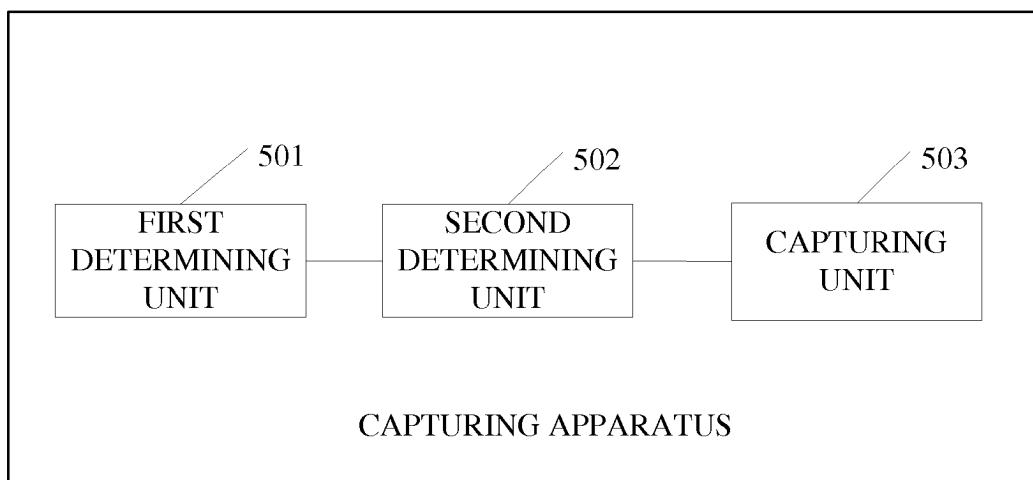 501
502
503
FIRST
DETERMINING
UNIT
SECOND
DETERMINING
UNIT
CAPTURING
UNIT
CAPTURING APPARATUS